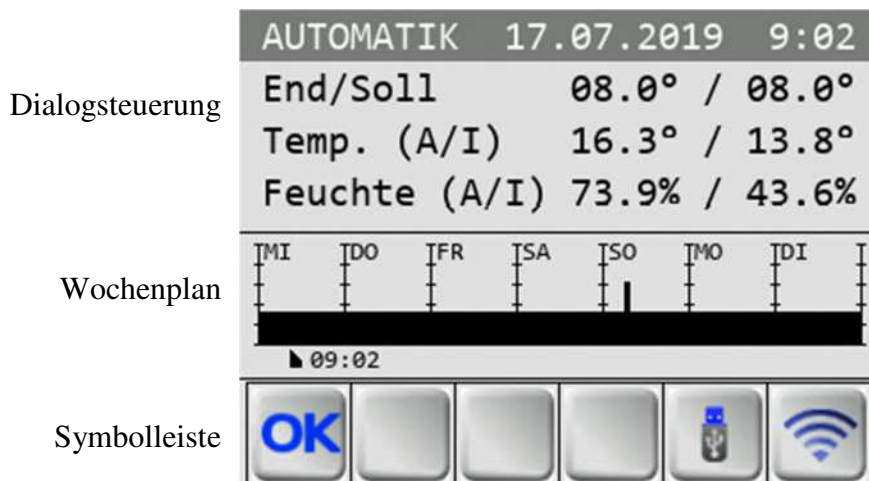 AUTOMATIK 17.07.2019 9:02
Dialogsteuerung
End/Soll 08.0° / 08.0°
Temp. (A/I) 16.3° / 13.8°
Feuchte (A/I) 73.9% / 43.6%
Wochenplan
MI DO FR SA SO MO DI
09:02
Symbolleiste
OK